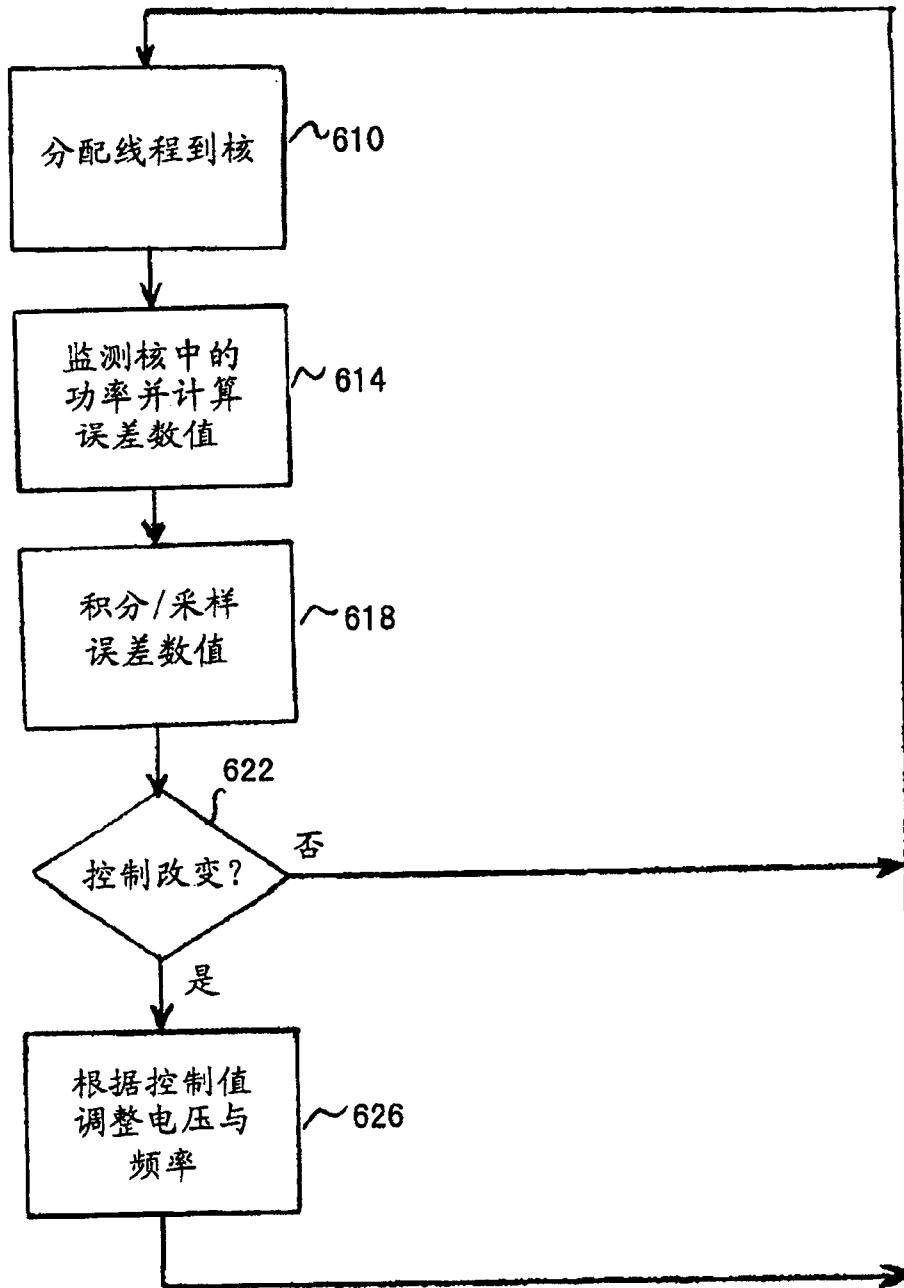 分配线程到核
610
监测核中的
功率并计算
误差数值
614
积分/采样
误差数值
618
622
控制改变?
否
是
根据控制值
调整电压与
频率
626